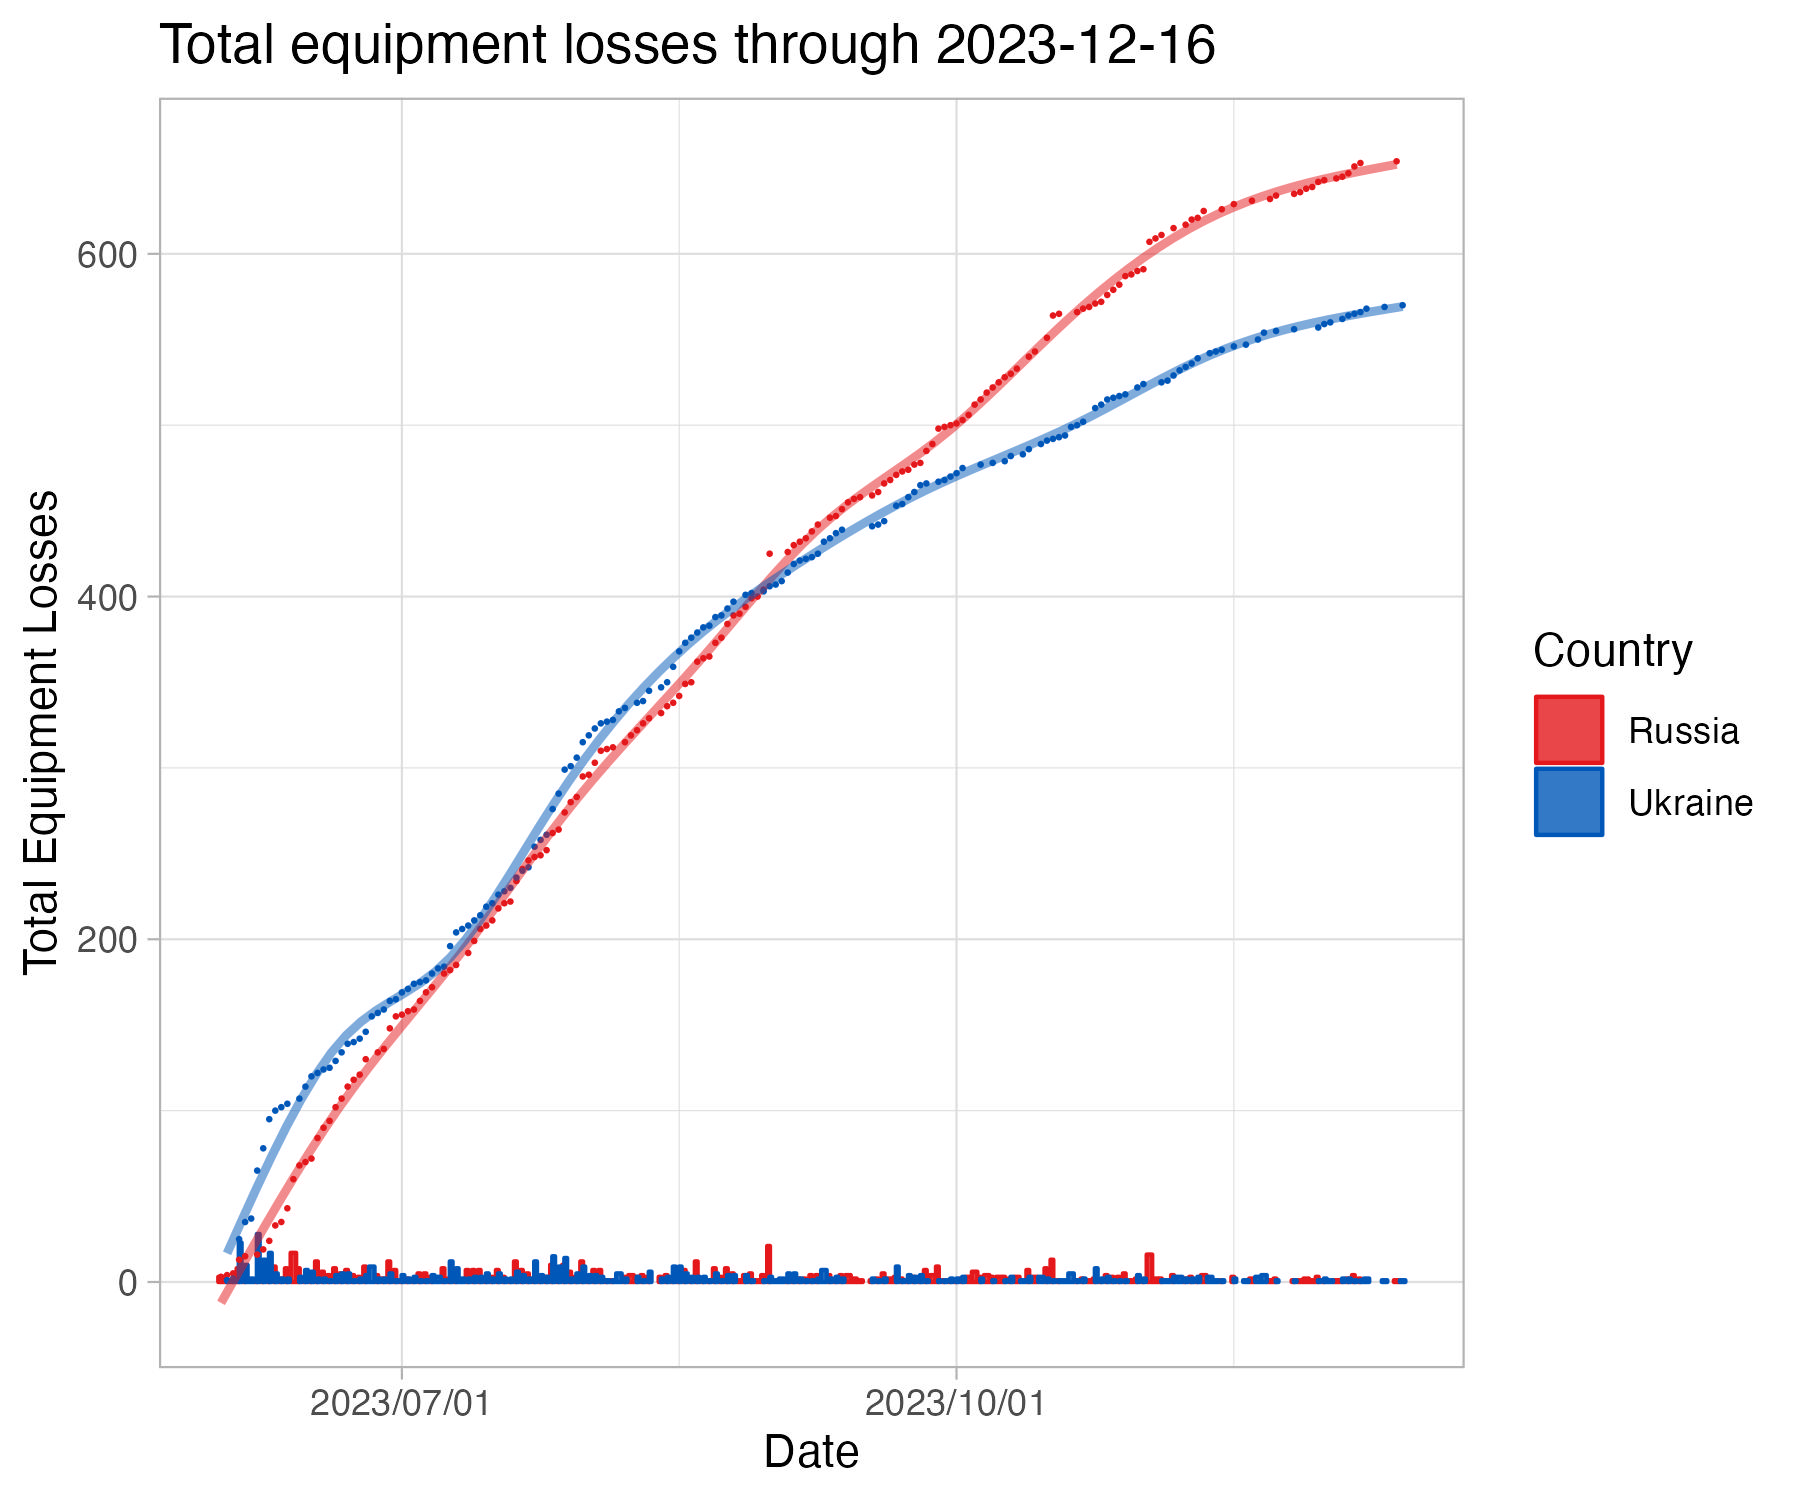 Total equipment losses through 2023-12-16
Total Equipment Losses
600
400
200
0
2023/07/01
2023/10/01
Date
Country
Russia
Ukraine